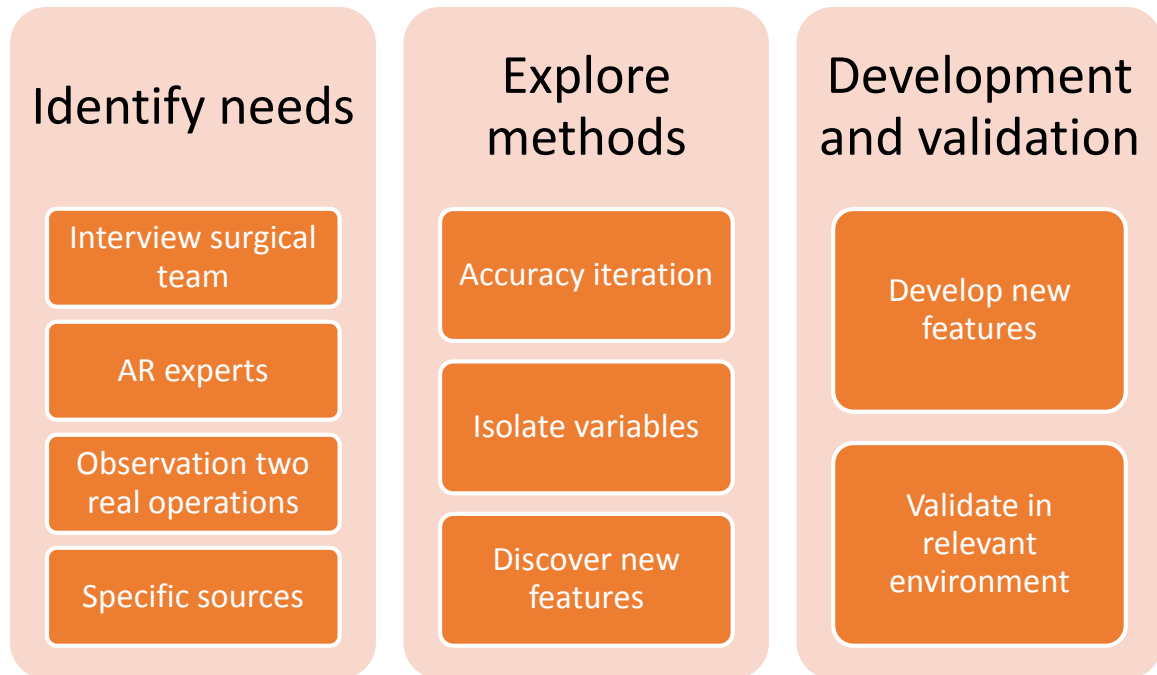 Identify needs
Interview surgical
team
AR experts
Observation two
real operations
Specific sources
Explore
methods
Accuracy iteration
Isolate variables
Discover new
features
Development
and validation
Develop new
features
Validate in
relevant
environment